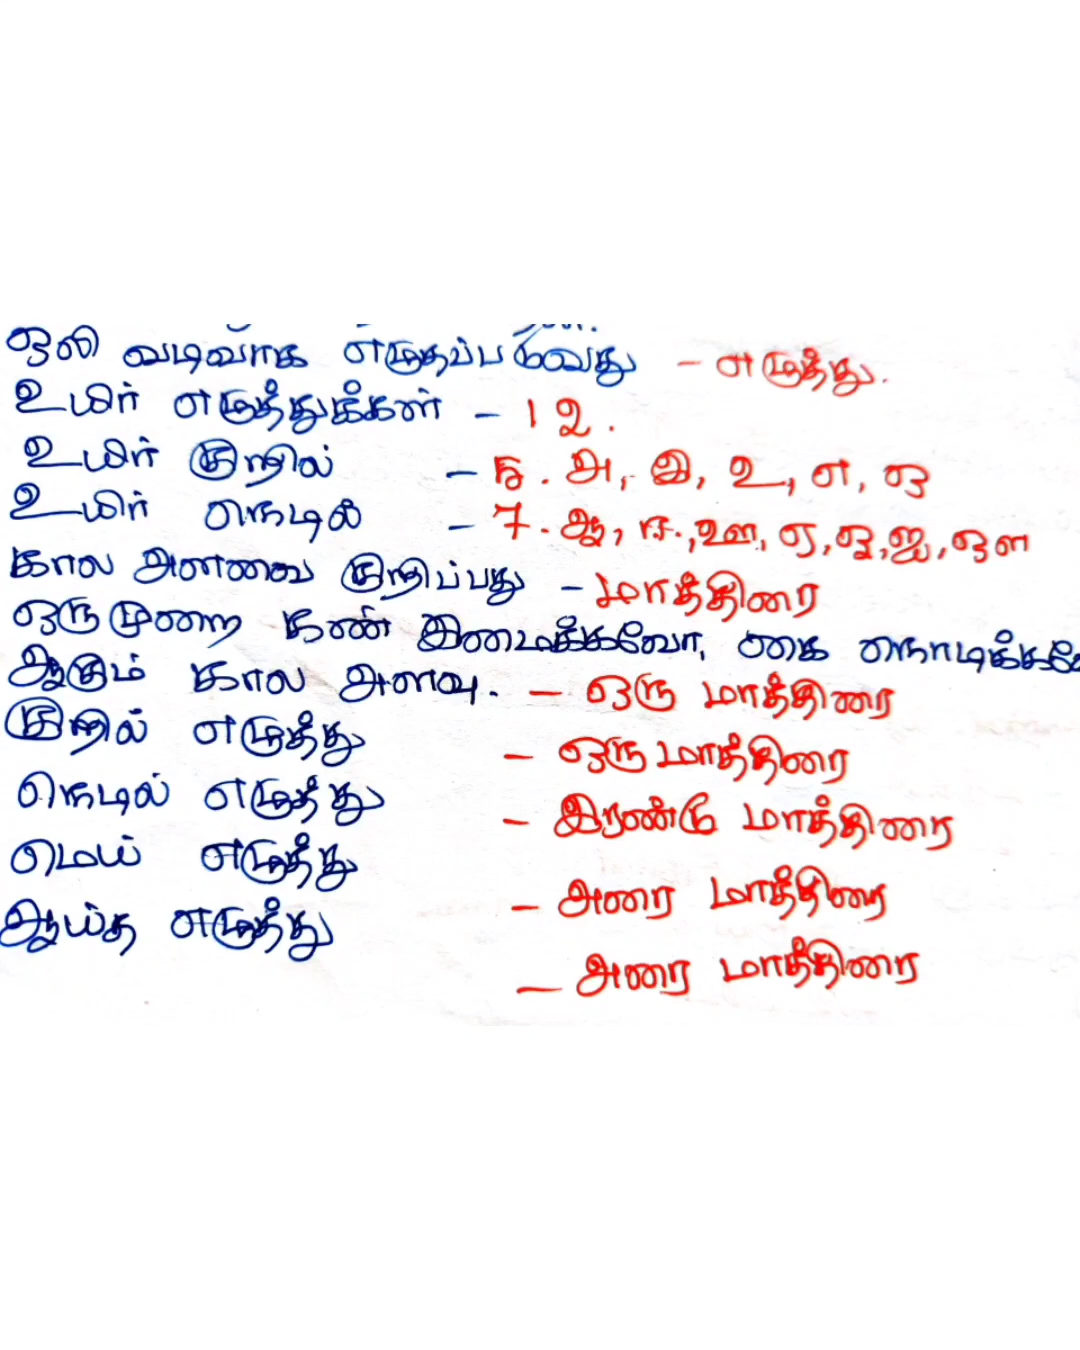 ஒலி வடிவாக எழுதப்படுவது - எழுத்து.
உயிர் எழுத்துக்கள் - 12.
உயிர் குறில் - 5. அ, இ, உ, எ, ஒ
உயிர் நெடில் - 7. ஆ, ஈ, ஊ, ஏ, ஓ, ஐ, ஔ
கால அளவை குறிப்பது - மாத்திரை
ஒருமுறை கண் இமைக்கவோ, கை நொடிக்கவோ
ஆகும் கால அளவு. - ஒரு மாத்திரை
குறில் எழுத்து - ஒரு மாத்திரை
நெடில் எழுத்து - இரண்டு மாத்திரை
மெய் எழுத்து - அரை மாத்திரை
ஆய்த எழுத்து - அரை மாத்திரை